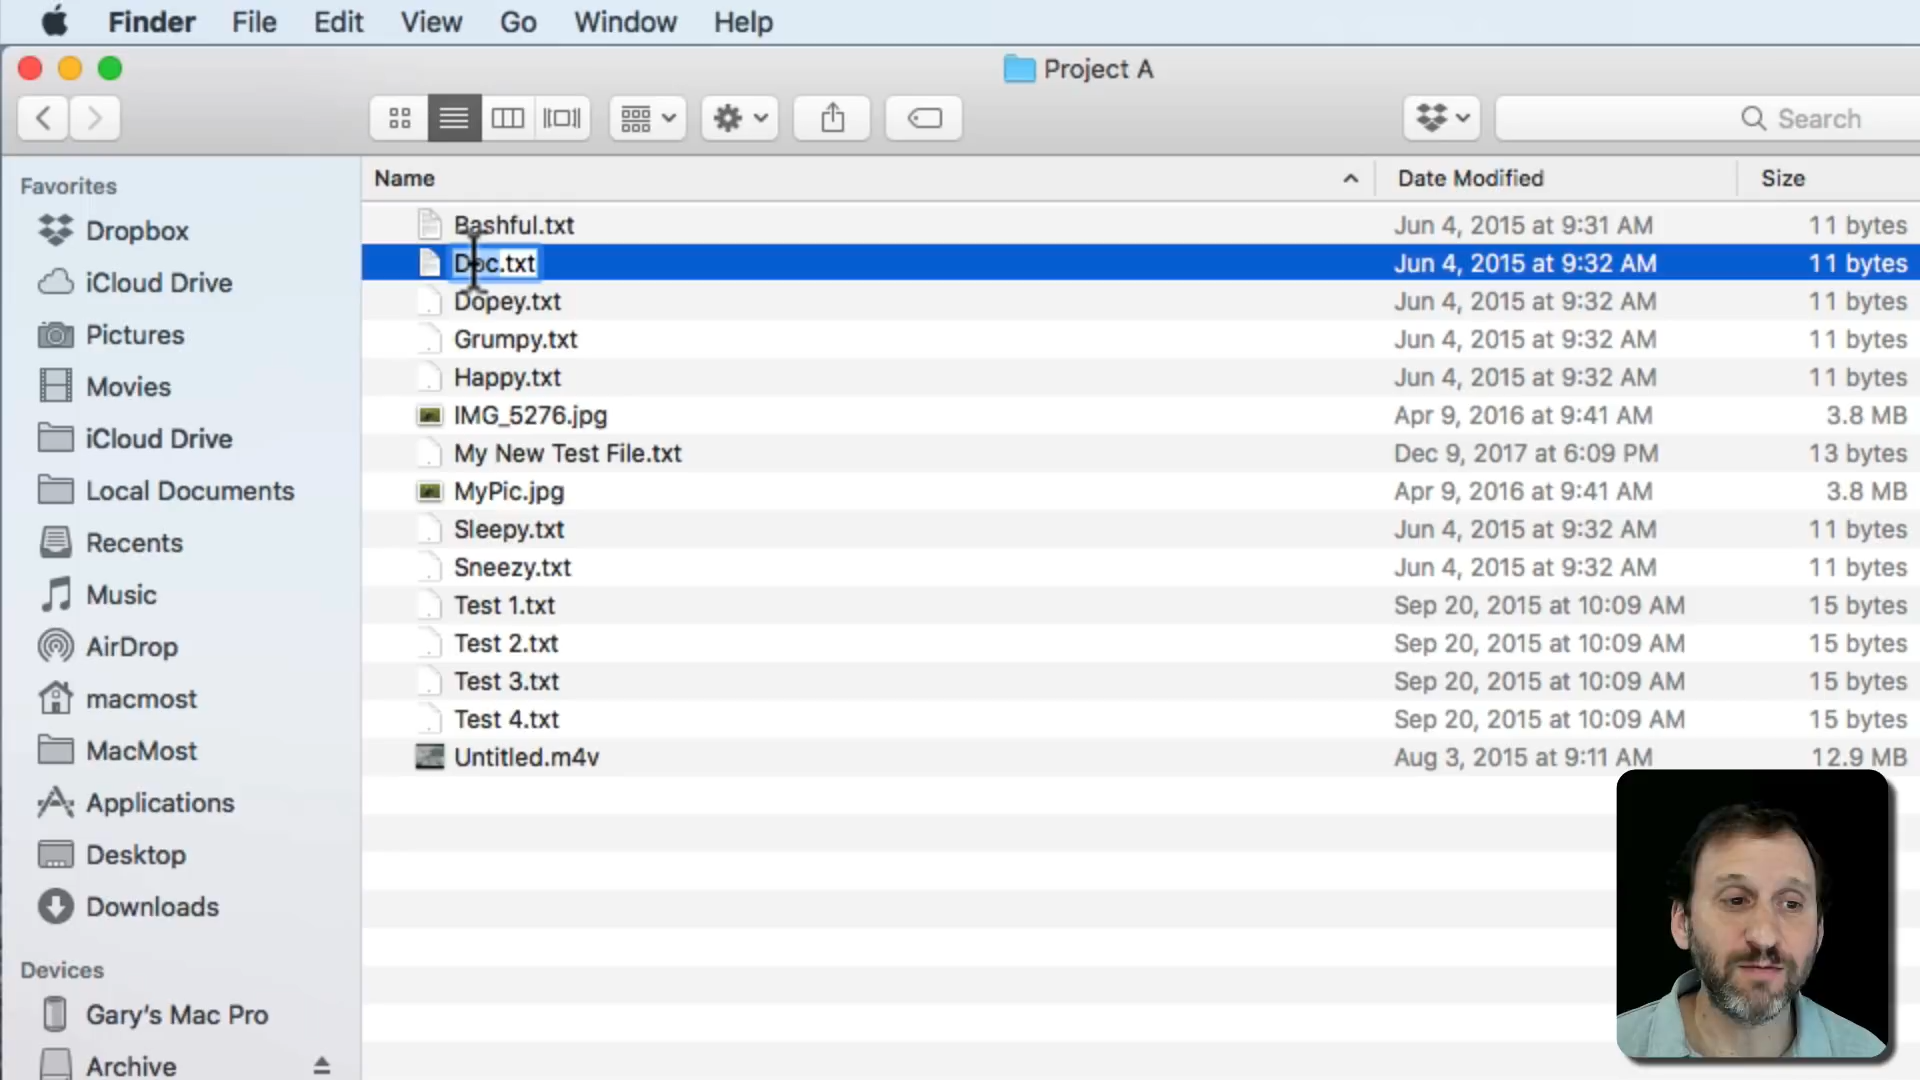 Finder File Edit View Go Window Help
Project A
Search
Favorites
Dropbox
iCloud Drive
Pictures
Movies
iCloud Drive
Local Documents
Recents
Music
AirDrop
macmost
MacMost
Applications
Desktop
Downloads
Devices
Gary's Mac Pro
Archive
Name Date Modified Size
Bashful.txt Jun 4, 2015 at 9:31 AM 11 bytes
Doc.txt Jun 4, 2015 at 9:32 AM 11 bytes
Dopey.txt Jun 4, 2015 at 9:32 AM 11 bytes
Grumpy.txt Jun 4, 2015 at 9:32 AM 11 bytes
Happy.txt Jun 4, 2015 at 9:32 AM 11 bytes
IMG_5276.jpg Apr 9, 2016 at 9:41 AM 3.8 MB
My New Test File.txt Dec 9, 2017 at 6:09 PM 13 bytes
MyPic.jpg Apr 9, 2016 at 9:41 AM 3.8 MB
Sleepy.txt Jun 4, 2015 at 9:32 AM 11 bytes
Sneezy.txt Jun 4, 2015 at 9:32 AM 11 bytes
Test 1.txt Sep 20, 2015 at 10:09 AM 15 bytes
Test 2.txt Sep 20, 2015 at 10:09 AM 15 bytes
Test 3.txt Sep 20, 2015 at 10:09 AM 15 bytes
Test 4.txt Sep 20, 2015 at 10:09 AM 15 bytes
Untitled.m4v Aug 3, 2015 at 9:11 AM 12.9 MB